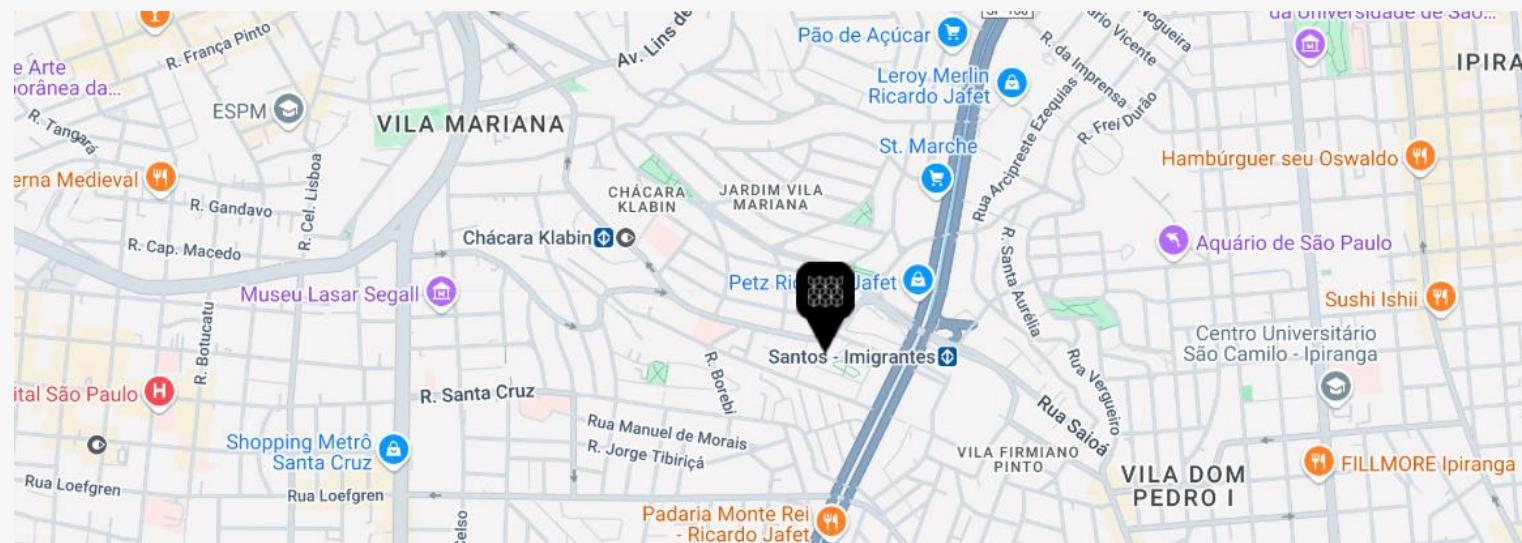 R. França Pinto
Av. Lins de
Pão de Açúcar
R. da Imprensa
Vicente
Nogueira
da Universidade de São...
IPIRA
e Arte
orânea da...
ESPM
VILA MARIANA
Leroy Merlin
Ricardo Jafet
R. Frei Durão
R. Tangará
St. Marche
Rua Arcipreste Ezequias
Hambúrguer seu Oswaldo
erna Medieval
R. Gandavo
R. Cel. Lisboa
CHÁCARA
KLABIN
JARDIM VILA
MARIANA
R. Cap. Macedo
Chácara Klabin
R. Santa Aurélia
Aquário de São Paulo
Museu Lasar Segall
Petz Ric
Jafet
Sushi Ishii
R. Botucatu
Santos - Imigrantes
Centro Universitário
São Camilo - Ipiranga
ital São Paulo
H
R. Santa Cruz
R. Borebi
Rua Vergueiro
Rua Saioá
Rua Manuel de Morais
R. Jorge Tibiriçá
Shopping Metrô
Santa Cruz
VILA FIRMIANO
PINTO
VILA DOM
PEDRO I
FILLMORE Ipiranga
Rua Loefgren
Rua Loefgren
Celso
Padaria Monte Rei
- Ricardo Jafet